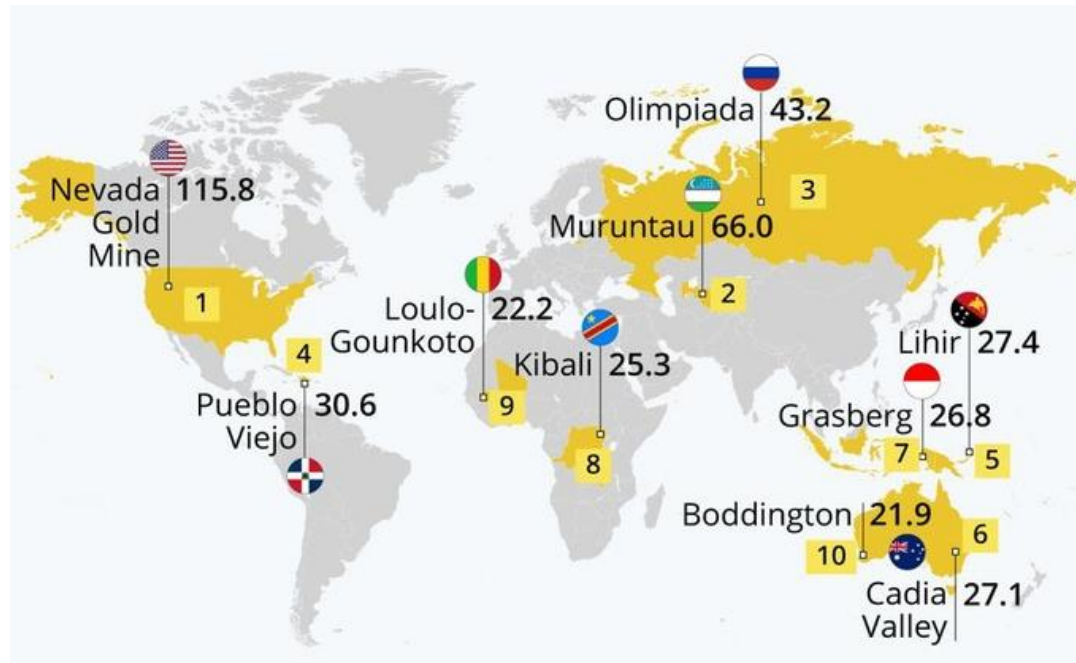 Olimpiada 43.2
3
Nevada 115.8
Gold
Mine
1
Muruntau 66.0
2
Loulo- 22.2
Gounkoto
9
Kibali 25.3
8
4
Pueblo 30.6
Viejo
Lihir 27.4
5
Grasberg 26.8
7
Boddington 21.9
10
6
Cadia 27.1
Valley